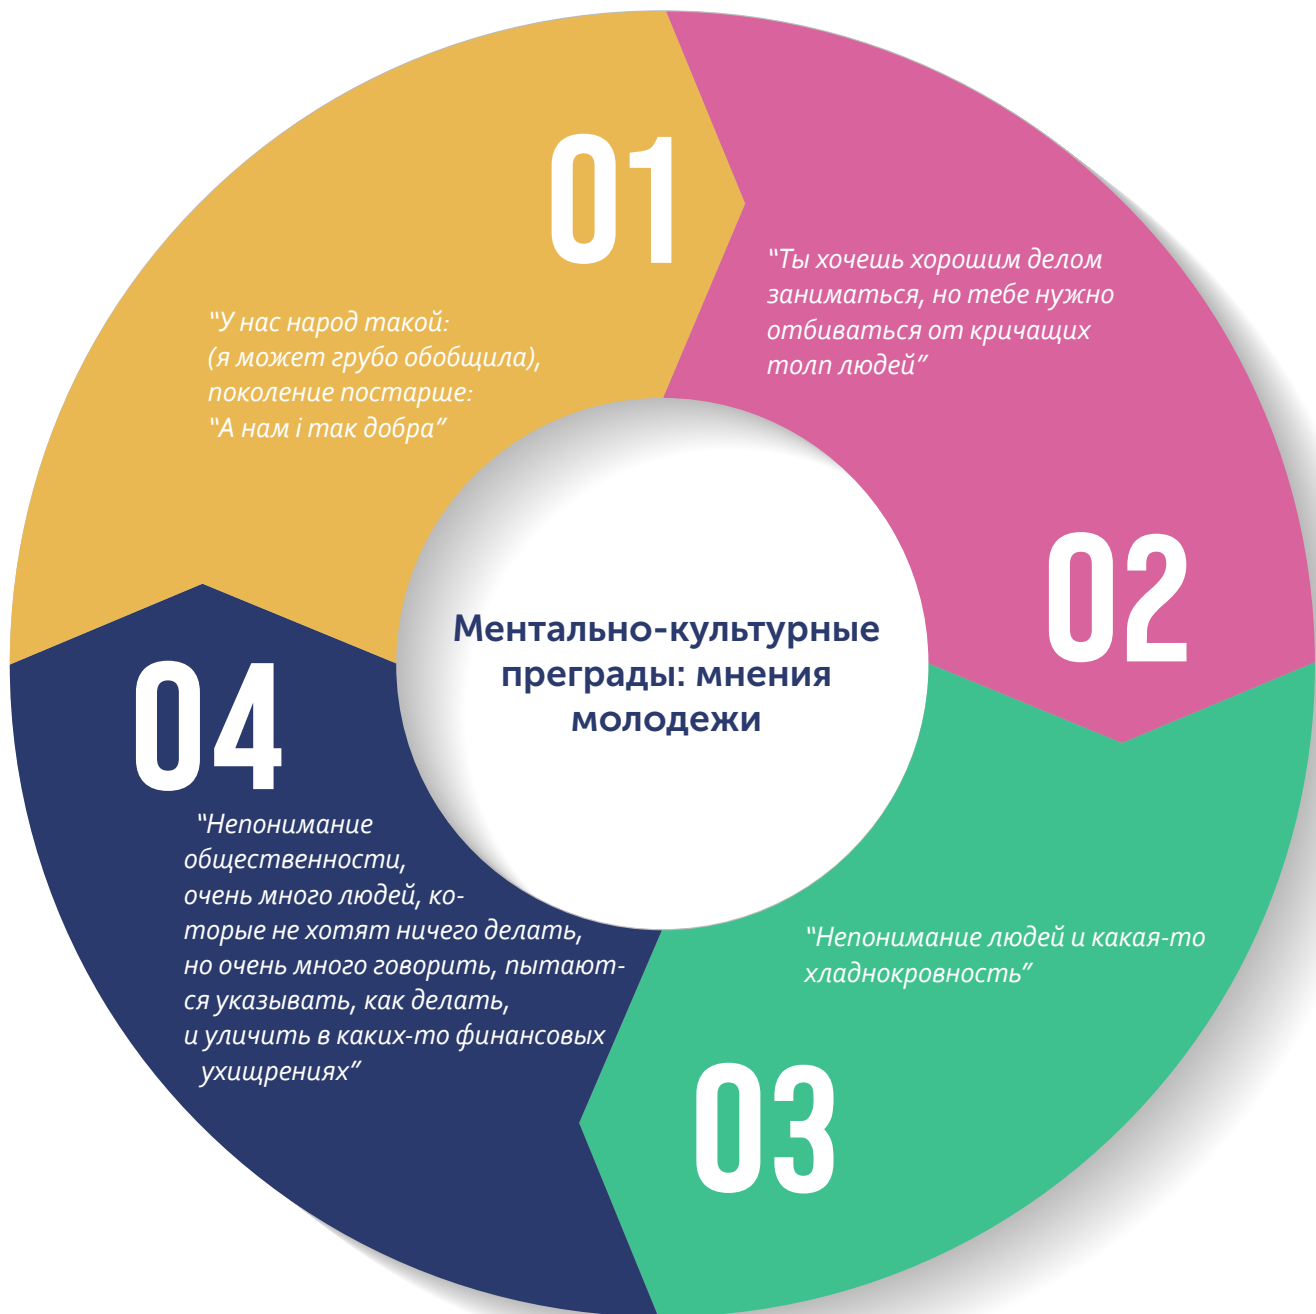 01
"У нас народ такой:
(я может грубо обобщила),
поколение постарше:
"А нам і так добра"
"Ты хочешь хорошим делом
заниматься, но тебе нужно
отбиваться от кричащих
толп людей"
02
Ментально-культурные
преграды: мнения
молодежи
"Непонимание людей и какая-то
хладнокровность"
03
04
"Непонимание
общественности,
очень много людей, ко-
торые не хотят ничего делать,
но очень много говорить, пытают-
ся указывать, как делать,
и уличить в каких-то финансовых
ухищрениях"